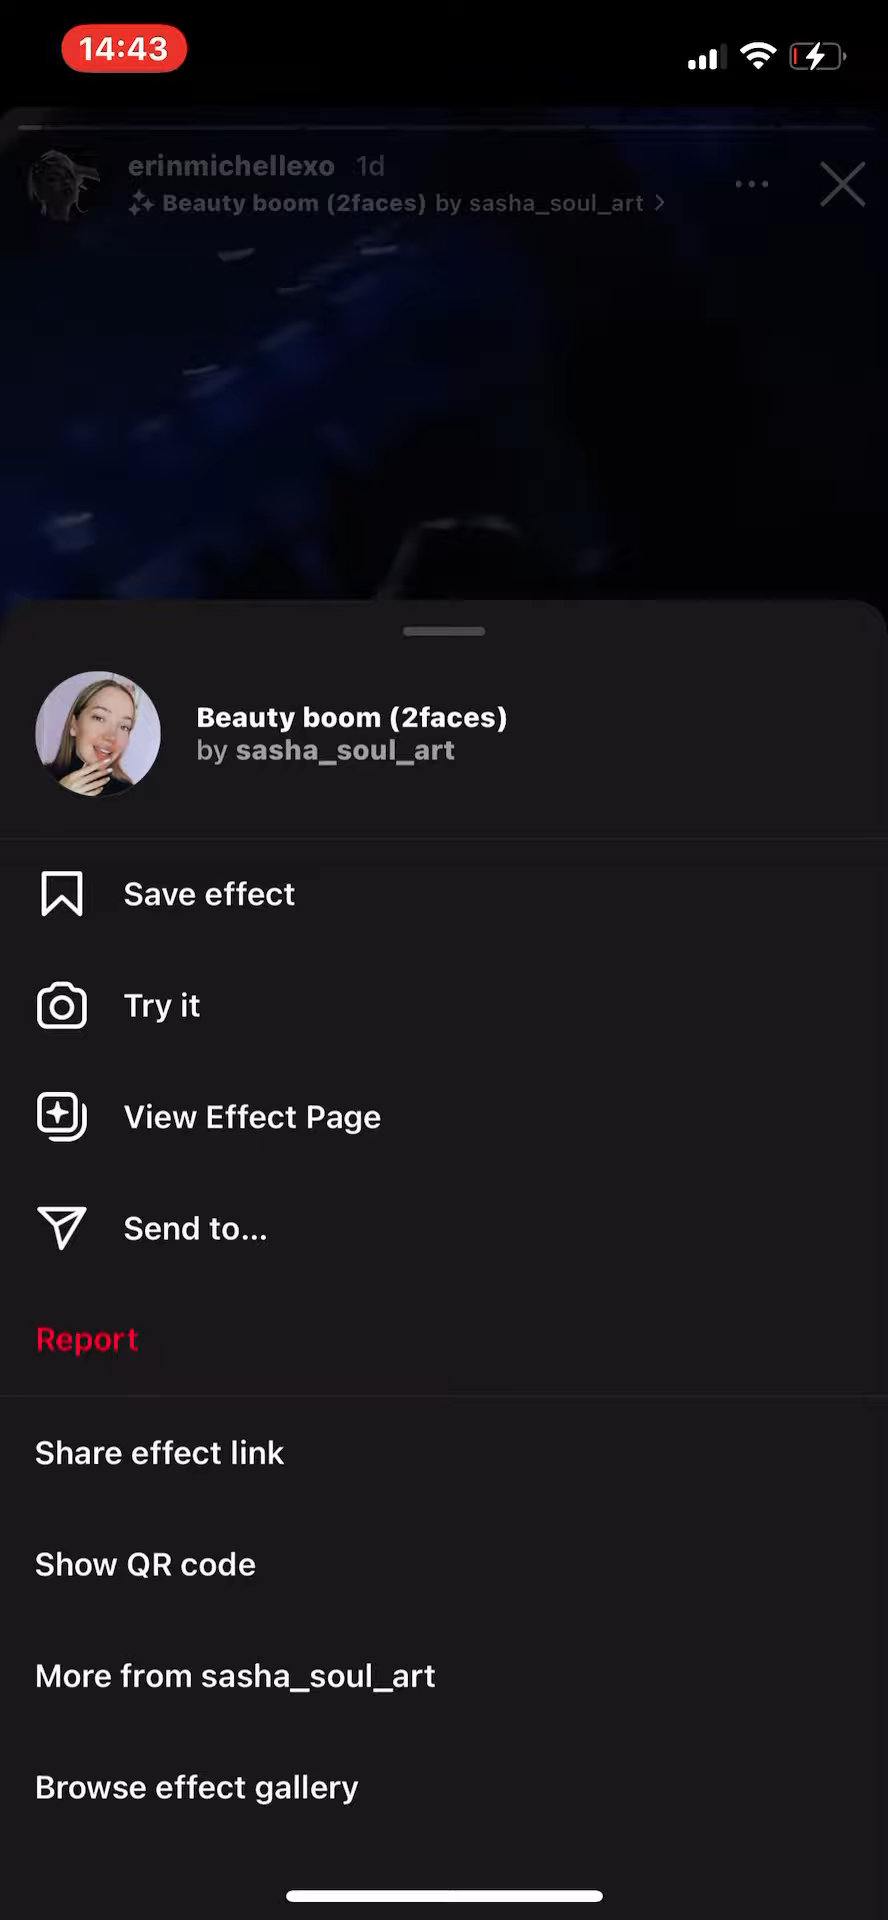 14:43
erinmichellexo 1d
Beauty boom (2faces) by sasha_soul_art >
Beauty boom (2faces)
by sasha_soul_art
Save effect
Try it
View Effect Page
Send to...
Report
Share effect link
Show QR code
More from sasha_soul_art
Browse effect gallery